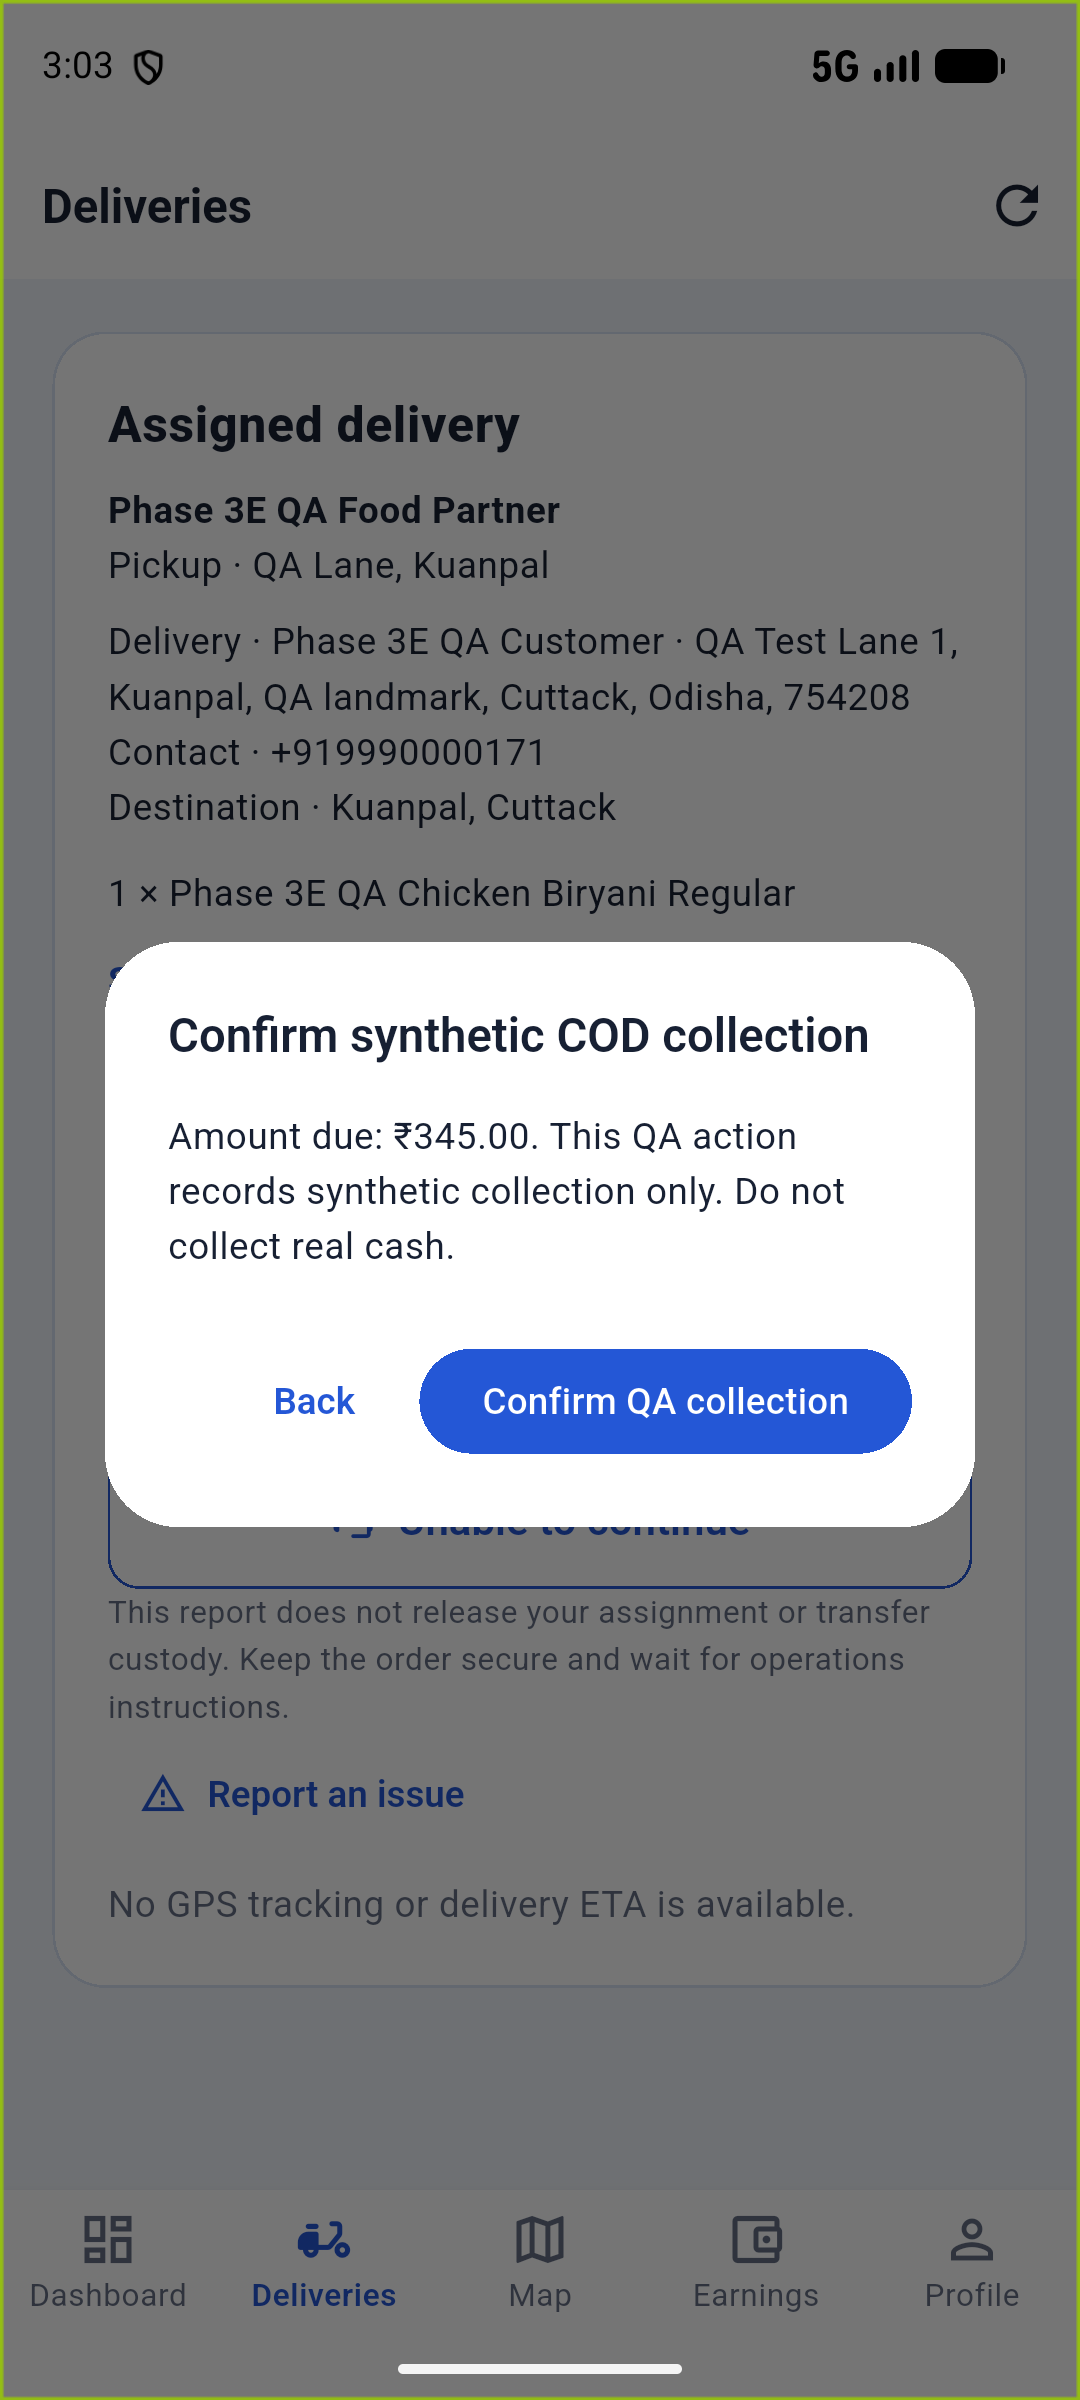 3:03
5G
Deliveries
Assigned delivery
Phase 3E QA Food Partner
Pickup · QA Lane, Kuanpal
Delivery · Phase 3E QA Customer · QA Test Lane 1,
Kuanpal, QA landmark, Cuttack, Odisha, 754208
Contact · +919990000171
Destination · Kuanpal, Cuttack
1 × Phase 3E QA Chicken Biryani Regular
Confirm synthetic COD collection
Amount due: ₹345.00. This QA action
records synthetic collection only. Do not
collect real cash.
Back
Confirm QA collection
Unable to continue
This report does not release your assignment or transfer
custody. Keep the order secure and wait for operations
instructions.
Report an issue
No GPS tracking or delivery ETA is available.
Dashboard
Deliveries
Map
Earnings
Profile